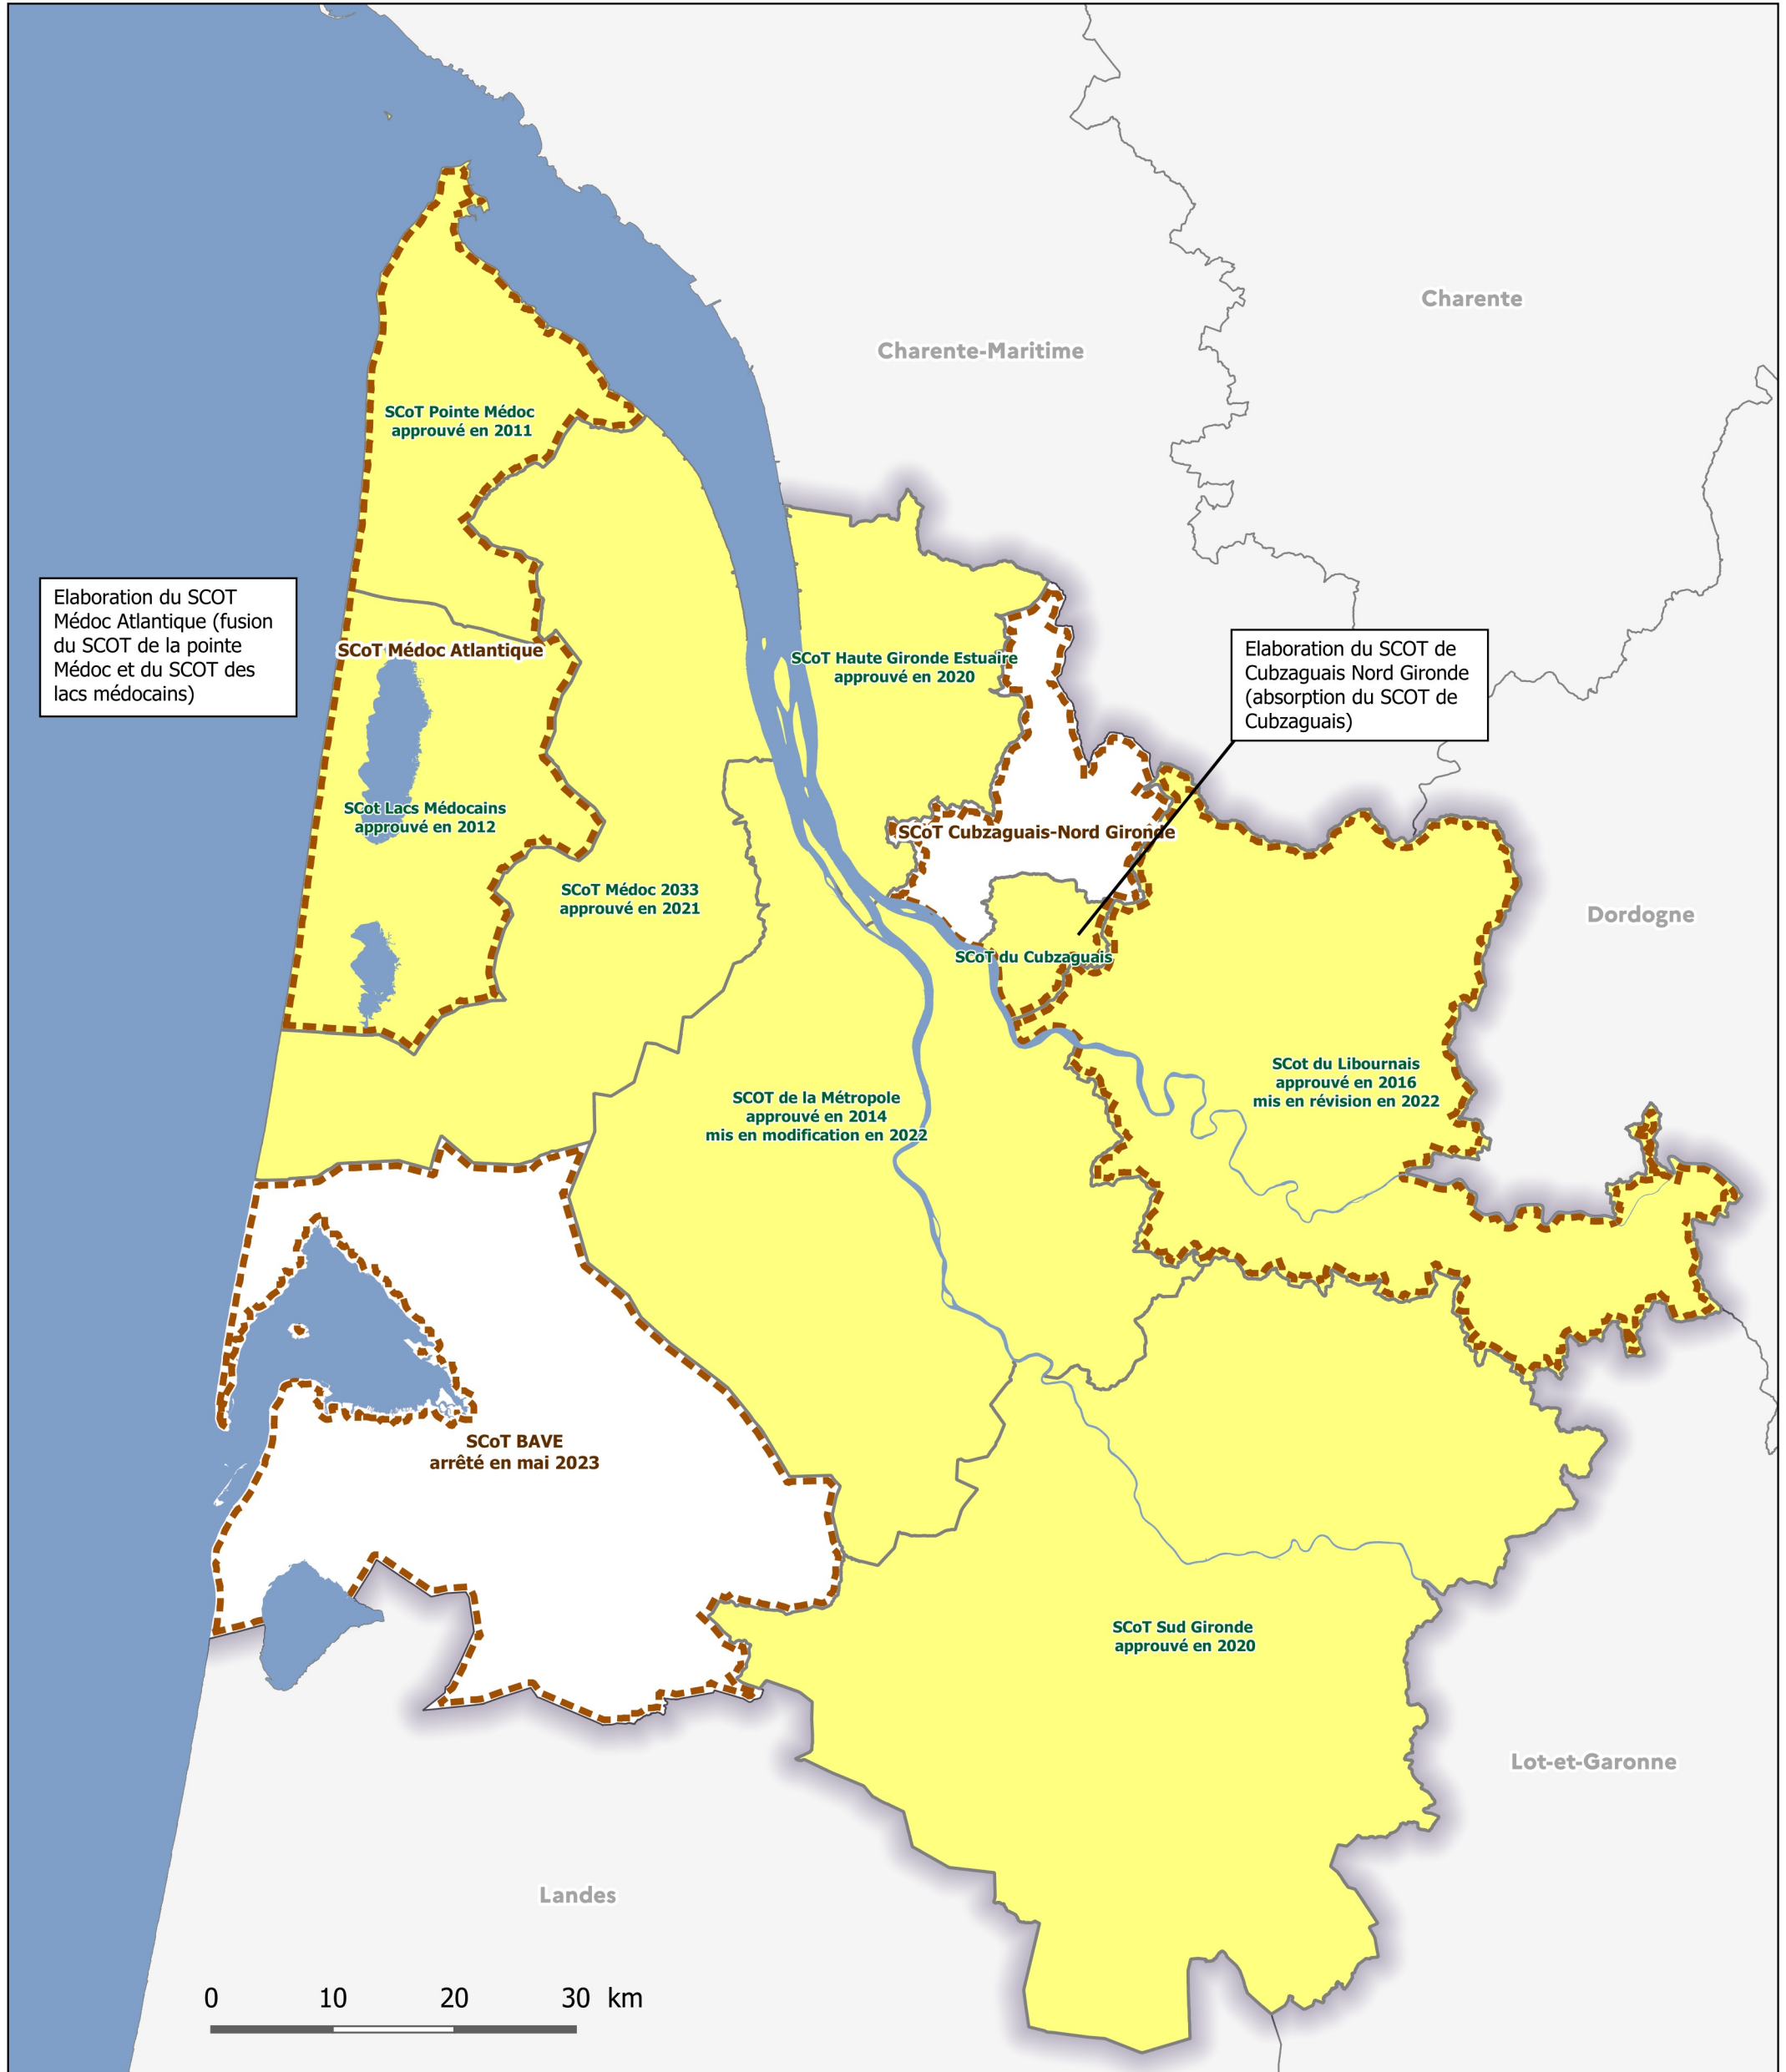 Charente
Charente-Maritime
SCoT Pointe Médoc
approuvé en 2011
Elaboration du SCOT
Médoc Atlantique (fusion
du SCOT de la pointe
Médoc et du SCOT des
lacs médocains)
SCoT Médoc Atlantique
SCoT Haute Gironde Estuaire
approuvé en 2020
Elaboration du SCOT de
Cubzaguais Nord Gironde
(absorption du SCOT de
Cubzaguais)
SCot Lacs Médocains
approuvé en 2012
SCoT Cubzaguais-Nord Gironde
SCoT Médoc 2033
approuvé en 2021
Dordogne
SCoT du Cubzaguais
SCot du Libournais
approuvé en 2016
mis en révision en 2022
SCOT de la Métropole
approuvé en 2014
mis en modification en 2022
SCoT BAVE
arrêté en mai 2023
SCoT Sud Gironde
approuvé en 2020
Lot-et-Garonne
Landes
0 10 20 30 km